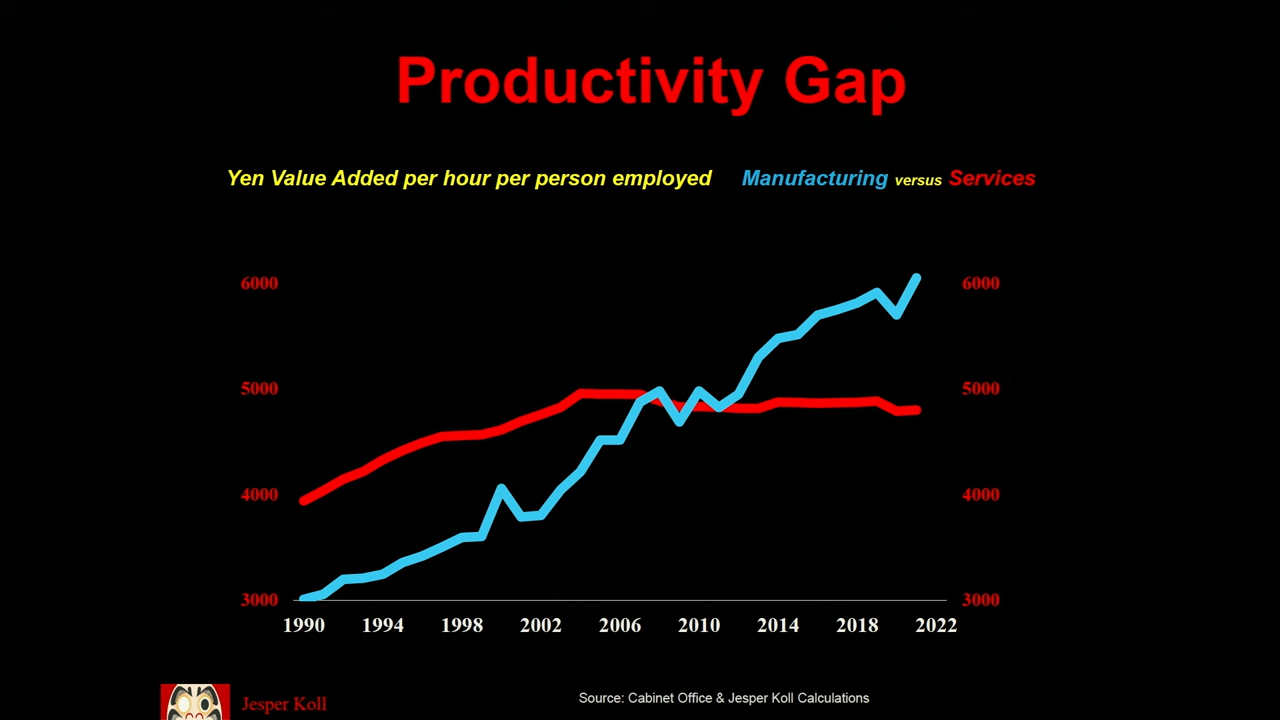 Productivity Gap
Yen Value Added per hour per person employed Manufacturing versus Services
6000 6000
5000 5000
4000 4000
3000 3000
1990 1994 1998 2002 2006 2010 2014 2018 2022
Jesper Koll
Source: Cabinet Office & Jesper Koll Calculations